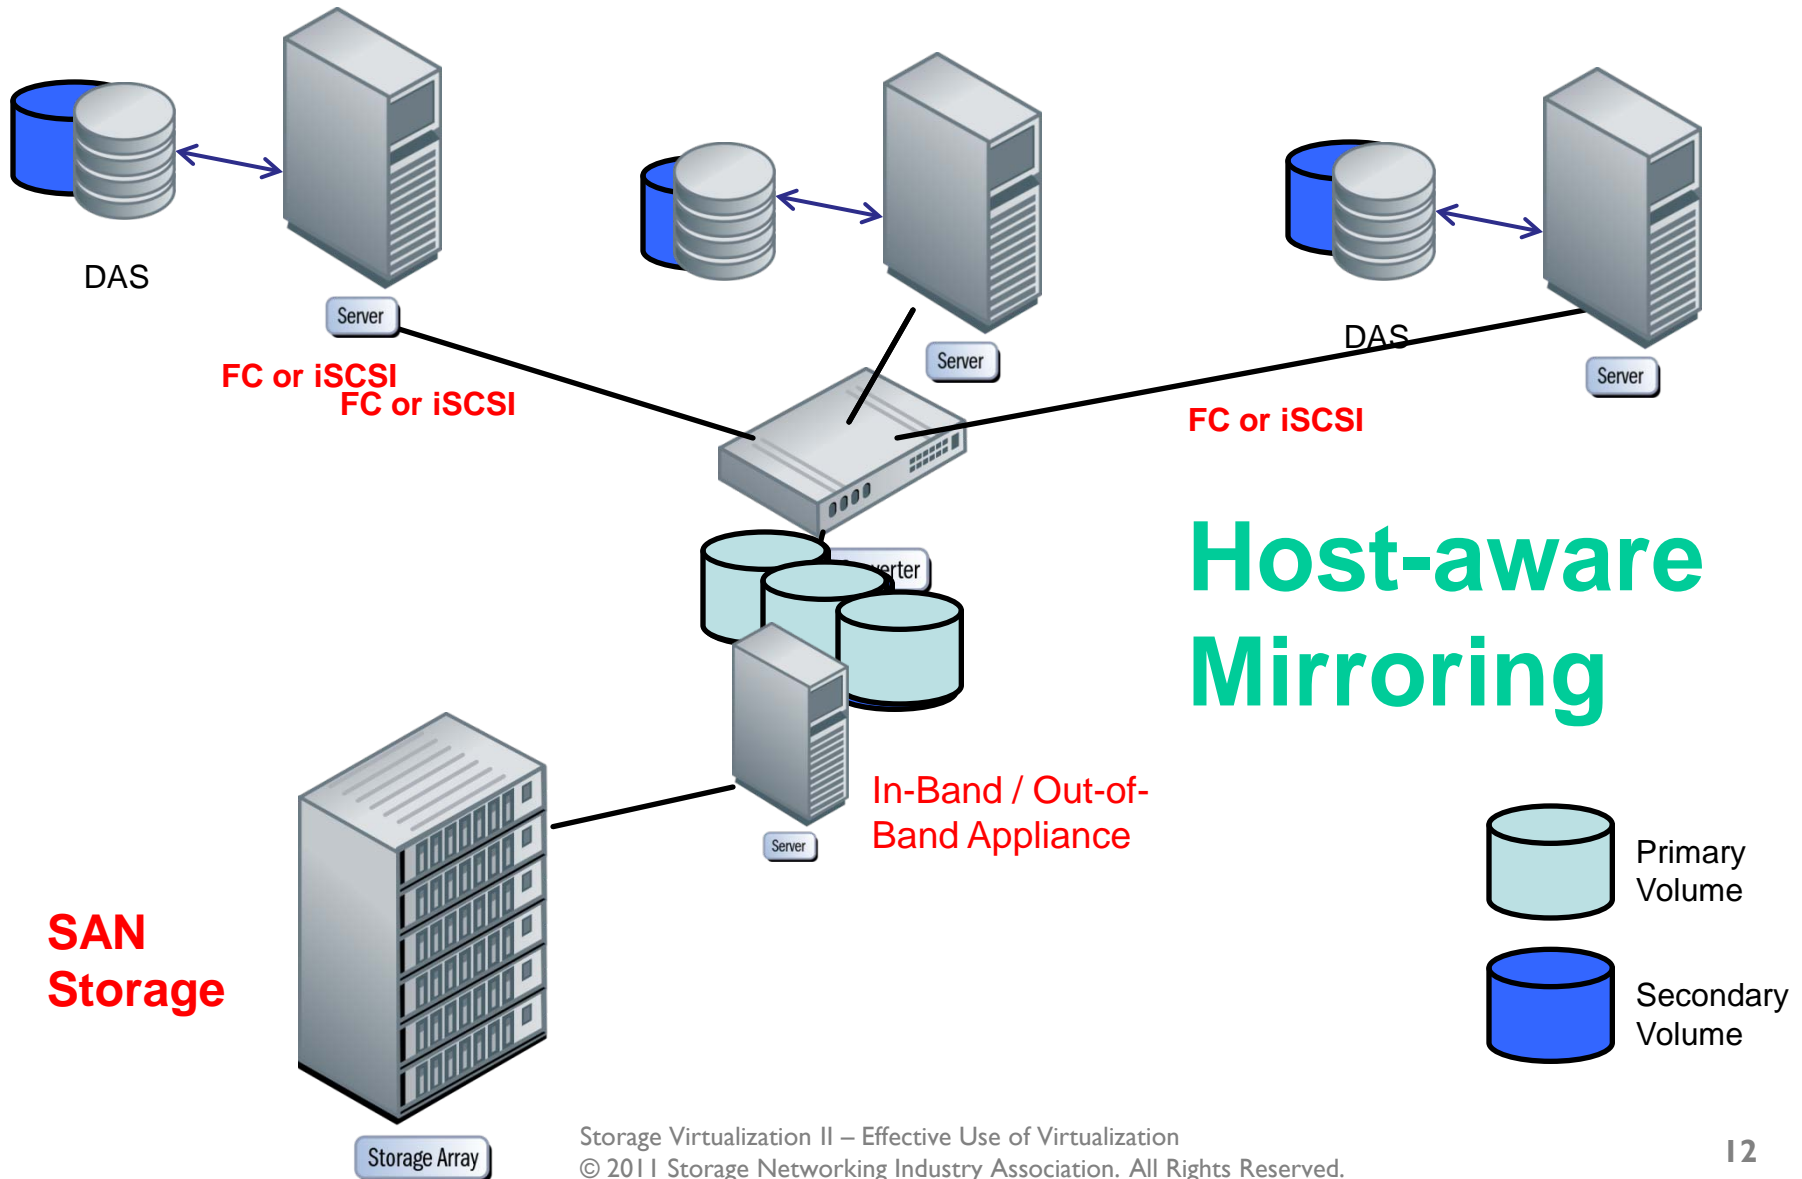 DAS
Server
Server
DAS
Server
FC or iSCSI
FC or iSCSI
FC or iSCSI
Host-aware
Mirroring
In-Band / Out-of-
Band Appliance
Server
Primary
Volume
SAN
Storage
Secondary
Volume
Storage Array
Storage Virtualization II – Effective Use of Virtualization
© 2011 Storage Networking Industry Association. All Rights Reserved.
12